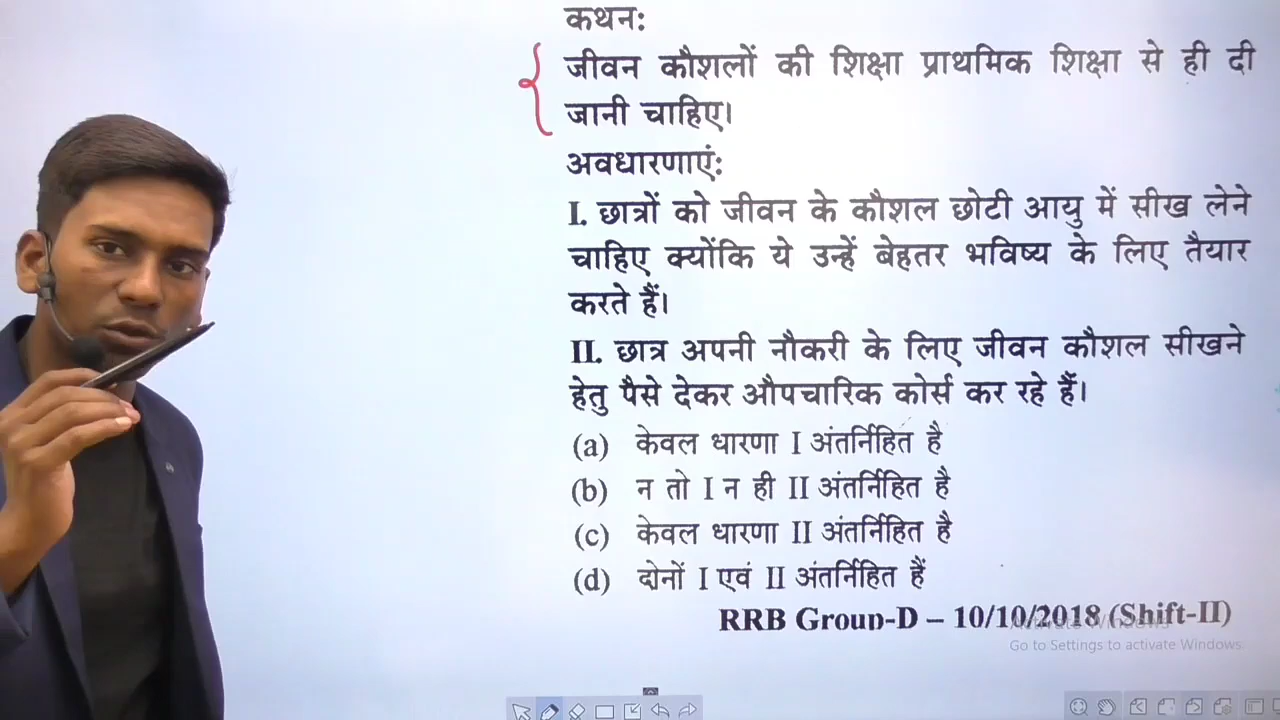 कथन:
जीवन कौशलों की शिक्षा प्राथमिक शिक्षा से ही दी
जानी चाहिए।
अवधारणाएं:
I. छात्रों को जीवन के कौशल छोटी आयु में सीख लेने
चाहिए क्योंकि ये उन्हें बेहतर भविष्य के लिए तैयार
करते हैं।
II. छात्र अपनी नौकरी के लिए जीवन कौशल सीखने
हेतु पैसे देकर औपचारिक कोर्स कर रहे हैं।
(a) केवल धारणा I अंतर्निहित है
(b) न तो I न ही II अंतर्निहित है
(c) केवल धारणा II अंतर्निहित है
(d) दोनों I एवं II अंतर्निहित हैं
RRB Group-D – 10/10/2018 (Shift-II)
Activate Windows
Go to Settings to activate Windows.